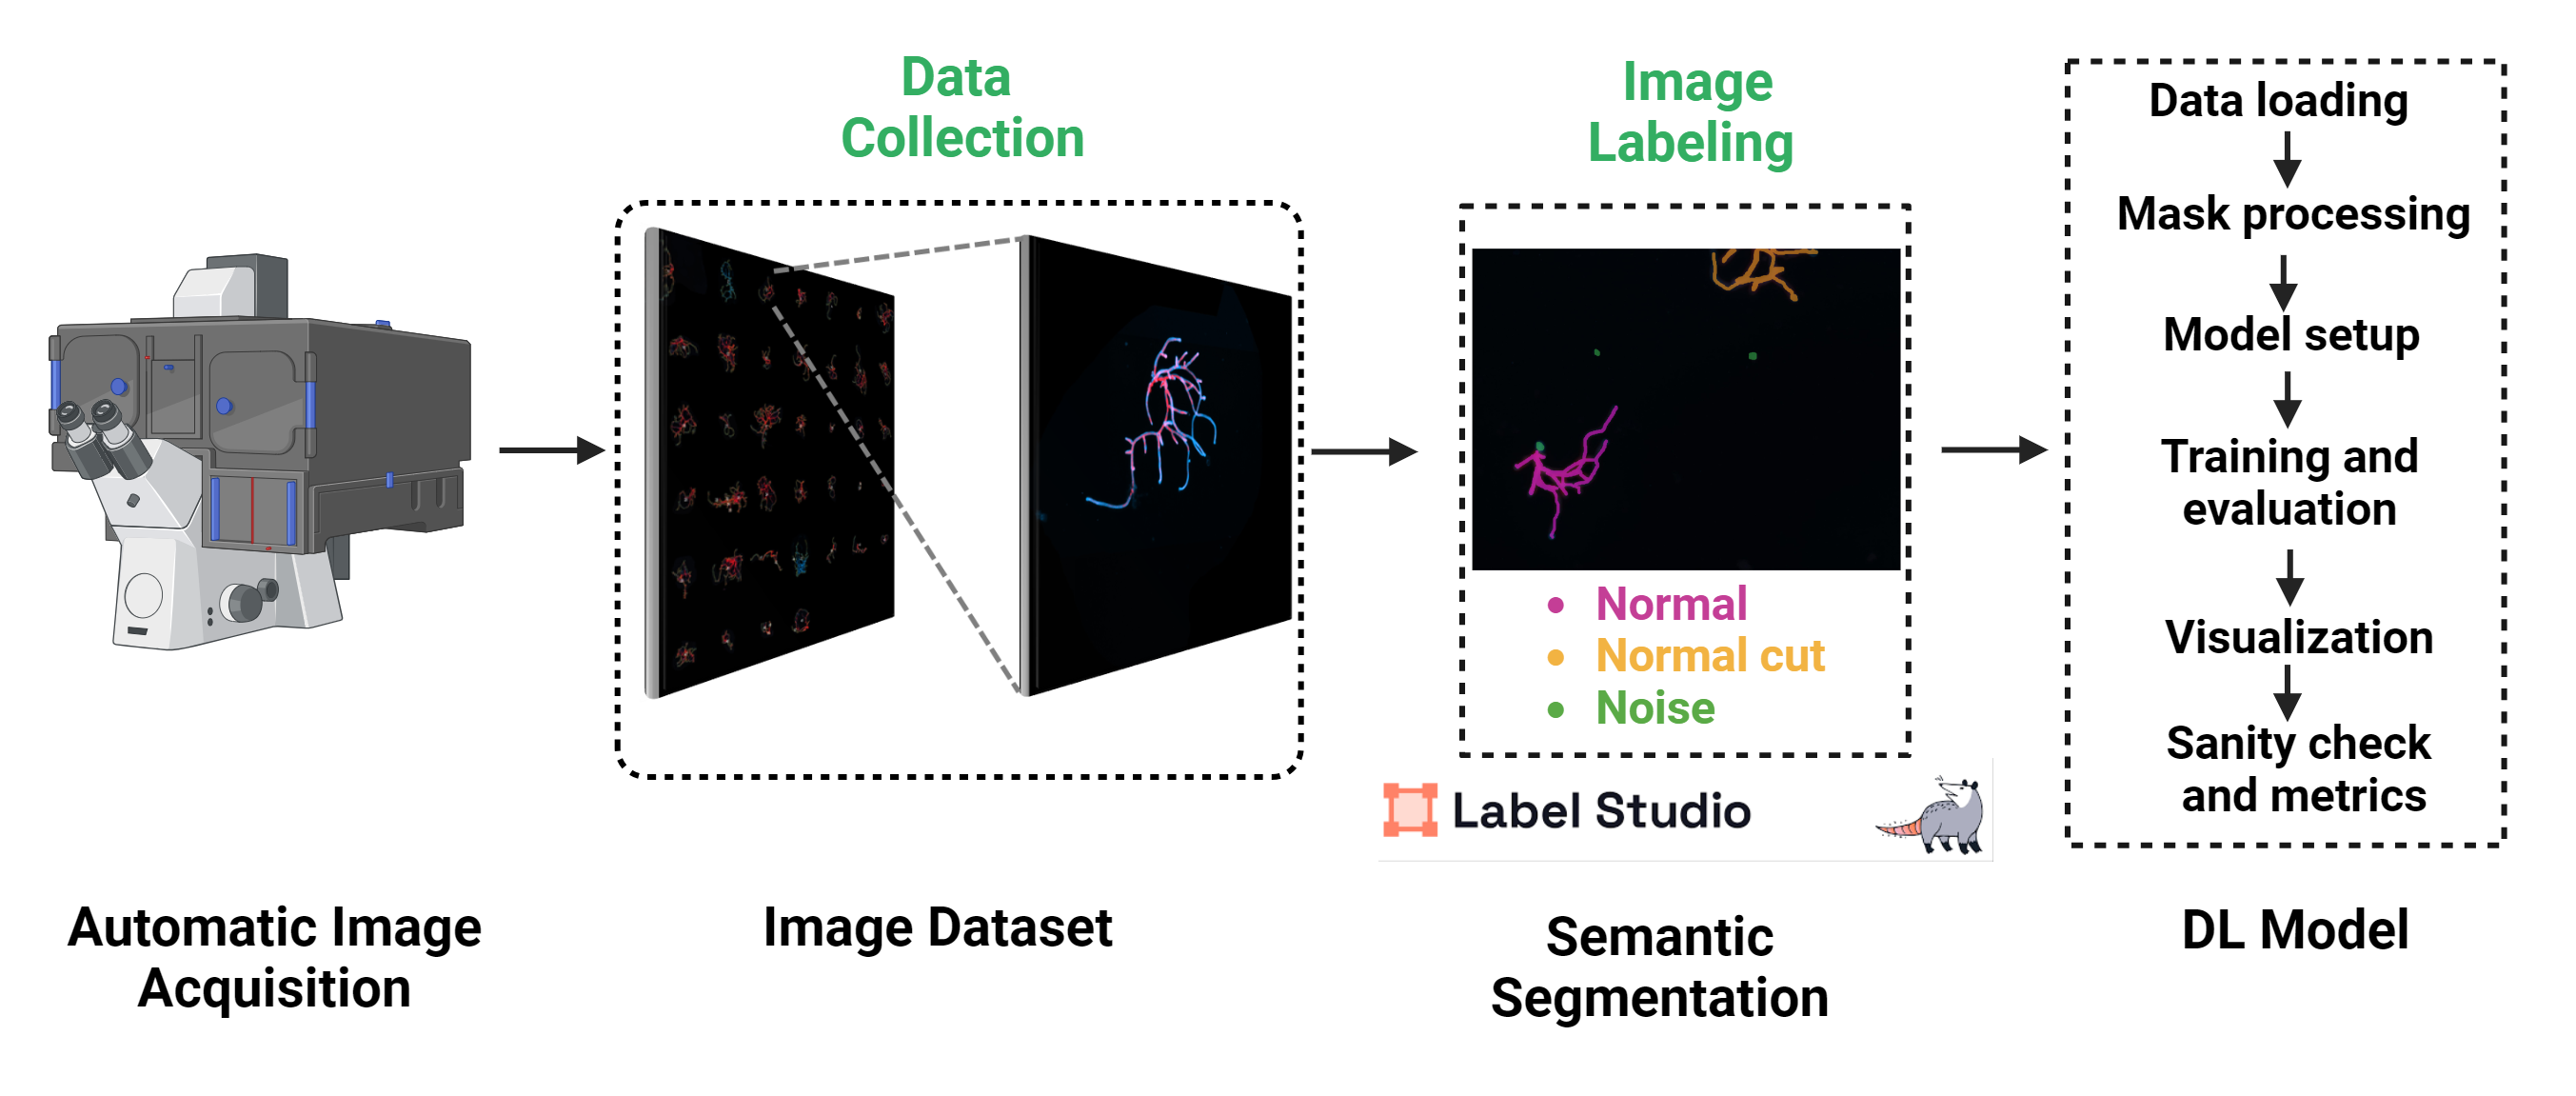 Data
Collection
Image
Labeling
Normal
Normal cut
Noise
Label Studio
Data loading
Mask processing
Model setup
Training and
evaluation
Visualization
Sanity check
and metrics
Automatic Image
Acquisition
Image Dataset
Semantic
Segmentation
DL Model